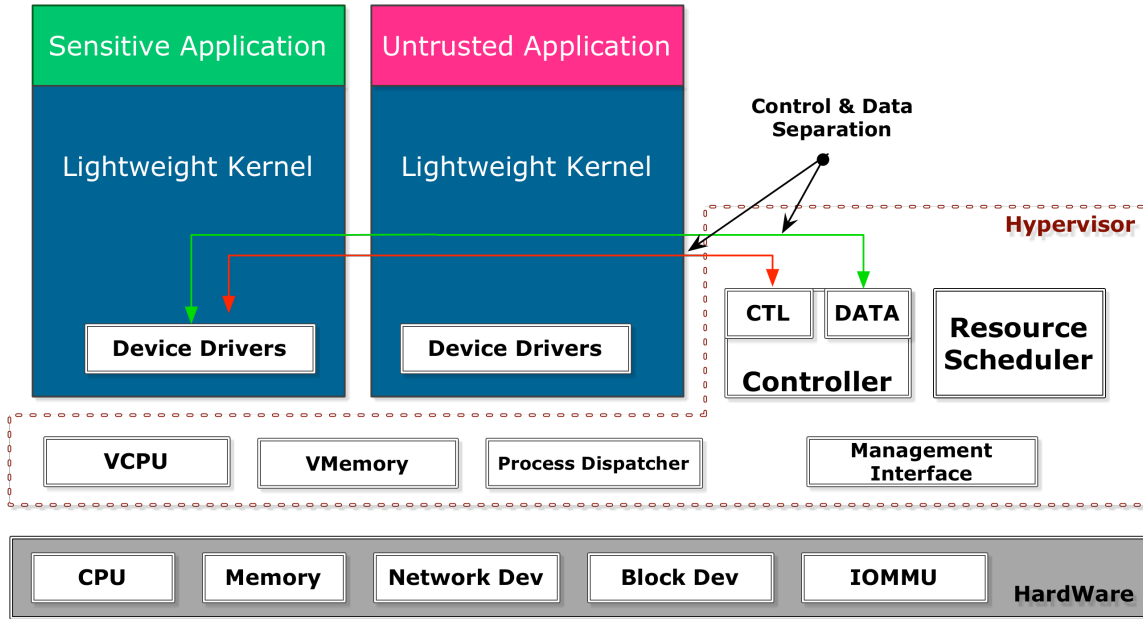 Sensitive Application
Untrusted Application
Lightweight Kernel
Lightweight Kernel
Control & Data
Separation
Hypervisor
Device Drivers
Device Drivers
CTL
DATA
Controller
Resource
Scheduler
VCPU
VMemory
Process Dispatcher
Management
Interface
CPU
Memory
Network Dev
Block Dev
IOMMU
HardWare